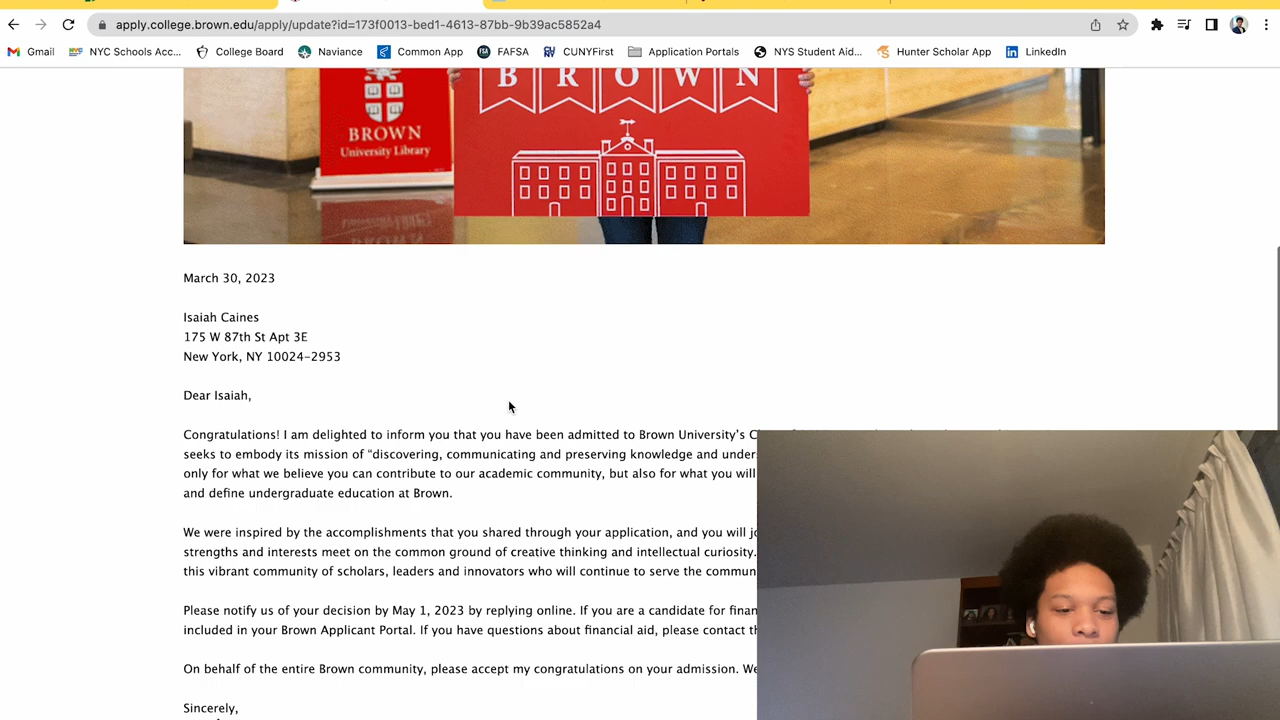 apply.college.brown.edu/apply/update?id=173f0013-bed1-4613-87bb-9b39ac5852a4
Gmail NYC Schools Acc... College Board Naviance Common App FAFSA CUNYFirst Application Portals NYS Student Aid... Hunter Scholar App LinkedIn
BROWN
BROWN
University Library
March 30, 2023
Isaiah Caines
175 W 87th St Apt 3E
New York, NY 10024-2953
Dear Isaiah,
Congratulations! I am delighted to inform you that you have been admitted to Brown University's
seeks to embody its mission of "discovering, communicating and preserving knowledge and
only for what we believe you can contribute to our academic community, but also for what you will
and define undergraduate education at Brown.
We were inspired by the accomplishments that you shared through your application, and you will
strengths and interests meet on the common ground of creative thinking and intellectual curiosity.
this vibrant community of scholars, leaders and innovators who will continue to serve the
Please notify us of your decision by May 1, 2023 by replying online. If you are a candidate for
included in your Brown Applicant Portal. If you have questions about financial aid, please contact
On behalf of the entire Brown community, please accept my congratulations on your admission. We
Sincerely,